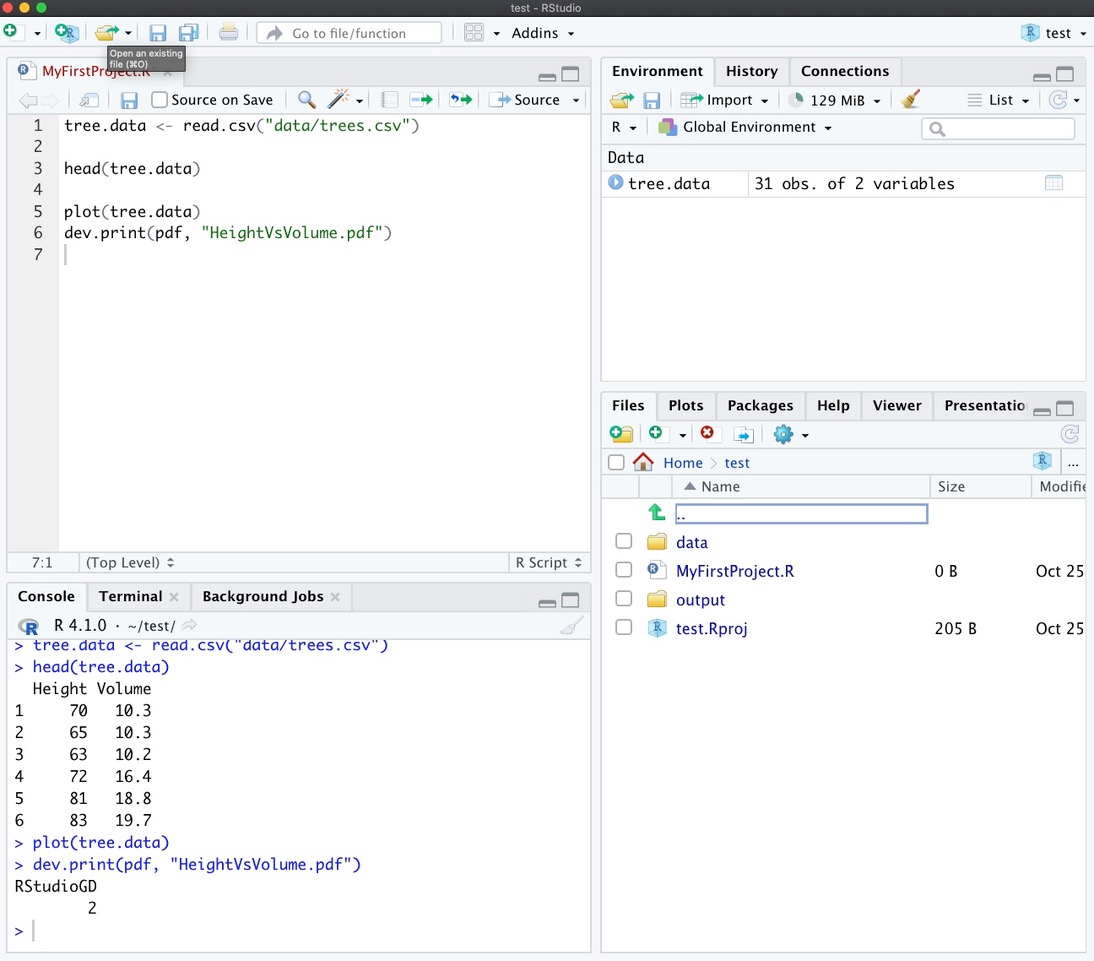 test - RStudio
Go to file/function
Addins
test
Open an existing
file (⌘O)
MyFirstProject.R
Source on Save
Source
1 tree.data <- read.csv("data/trees.csv")
2
3 head(tree.data)
4
5 plot(tree.data)
6 dev.print(pdf, "HeightVsVolume.pdf")
7
7:1 (Top Level) R Script
Console Terminal Background Jobs
R 4.1.0 · ~/test/
> tree.data <- read.csv("data/trees.csv")
> head(tree.data)
Height Volume
1 70 10.3
2 65 10.3
3 63 10.2
4 72 16.4
5 81 18.8
6 83 19.7
> plot(tree.data)
> dev.print(pdf, "HeightVsVolume.pdf")
RStudioGD
2
>
Environment History Connections
Import 129 MiB List
R Global Environment
Data
tree.data 31 obs. of 2 variables
Files Plots Packages Help Viewer Presentatio
Home test ...
Name Size Modifie
..
data
MyFirstProject.R 0 B Oct 25
output
test.Rproj 205 B Oct 25